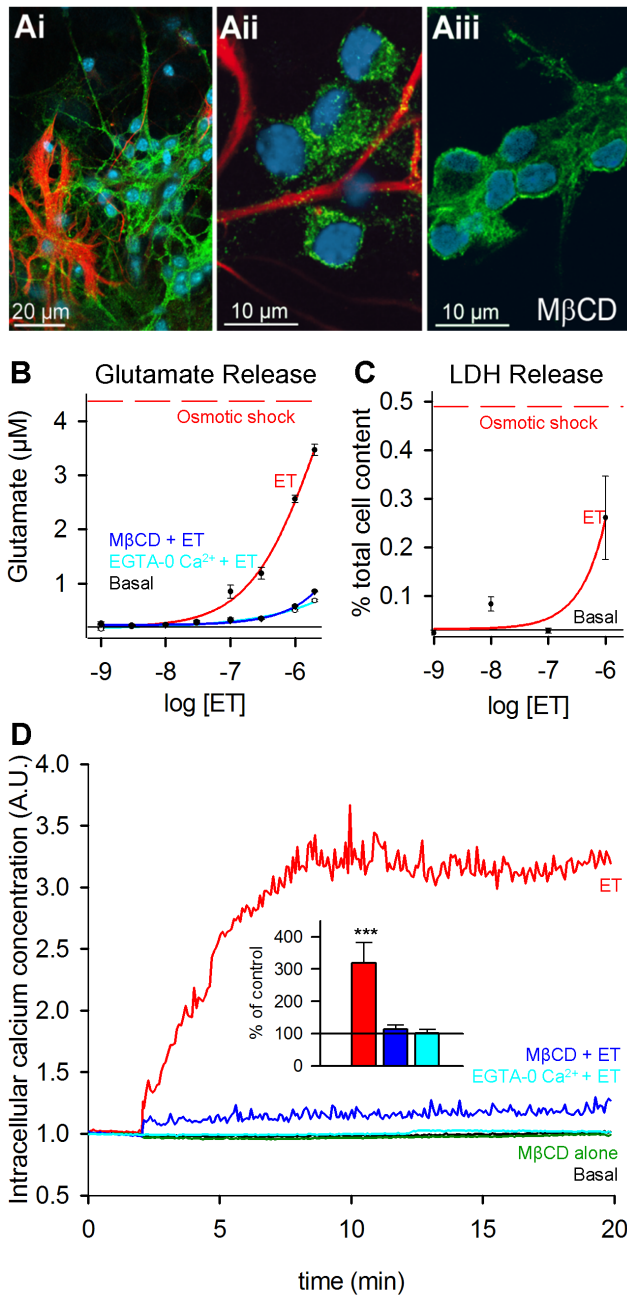 Ai
Aii
Aiii
20 µm
10 µm
10 µm
MβCD
B
Glutamate Release
Glutamate (µM)
4
3
2
1
Osmotic shock
ET
MβCD + ET
EGTA-0 Ca²⁺ + ET
Basal
-9 -8 -7 -6
log [ET]
C
LDH Release
% total cell content
0.5
0.4
0.3
0.2
0.1
Osmotic shock
ET
Basal
-9 -8 -7 -6
log [ET]
D
Intracellular calcium concentration (A.U.)
4.0
3.5
3.0
2.5
2.0
1.5
1.0
0.5
ET
% of control
400
300
200
100
0
***
MβCD + ET
EGTA-0 Ca²⁺ + ET
MβCD alone
Basal
0 5 10 15 20
time (min)